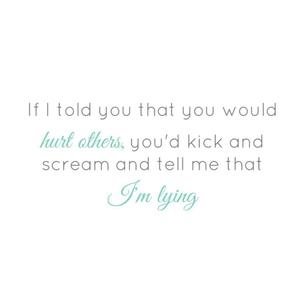 If I told you that you would
hurt others, you'd kick and
scream and tell me that
I'm lying